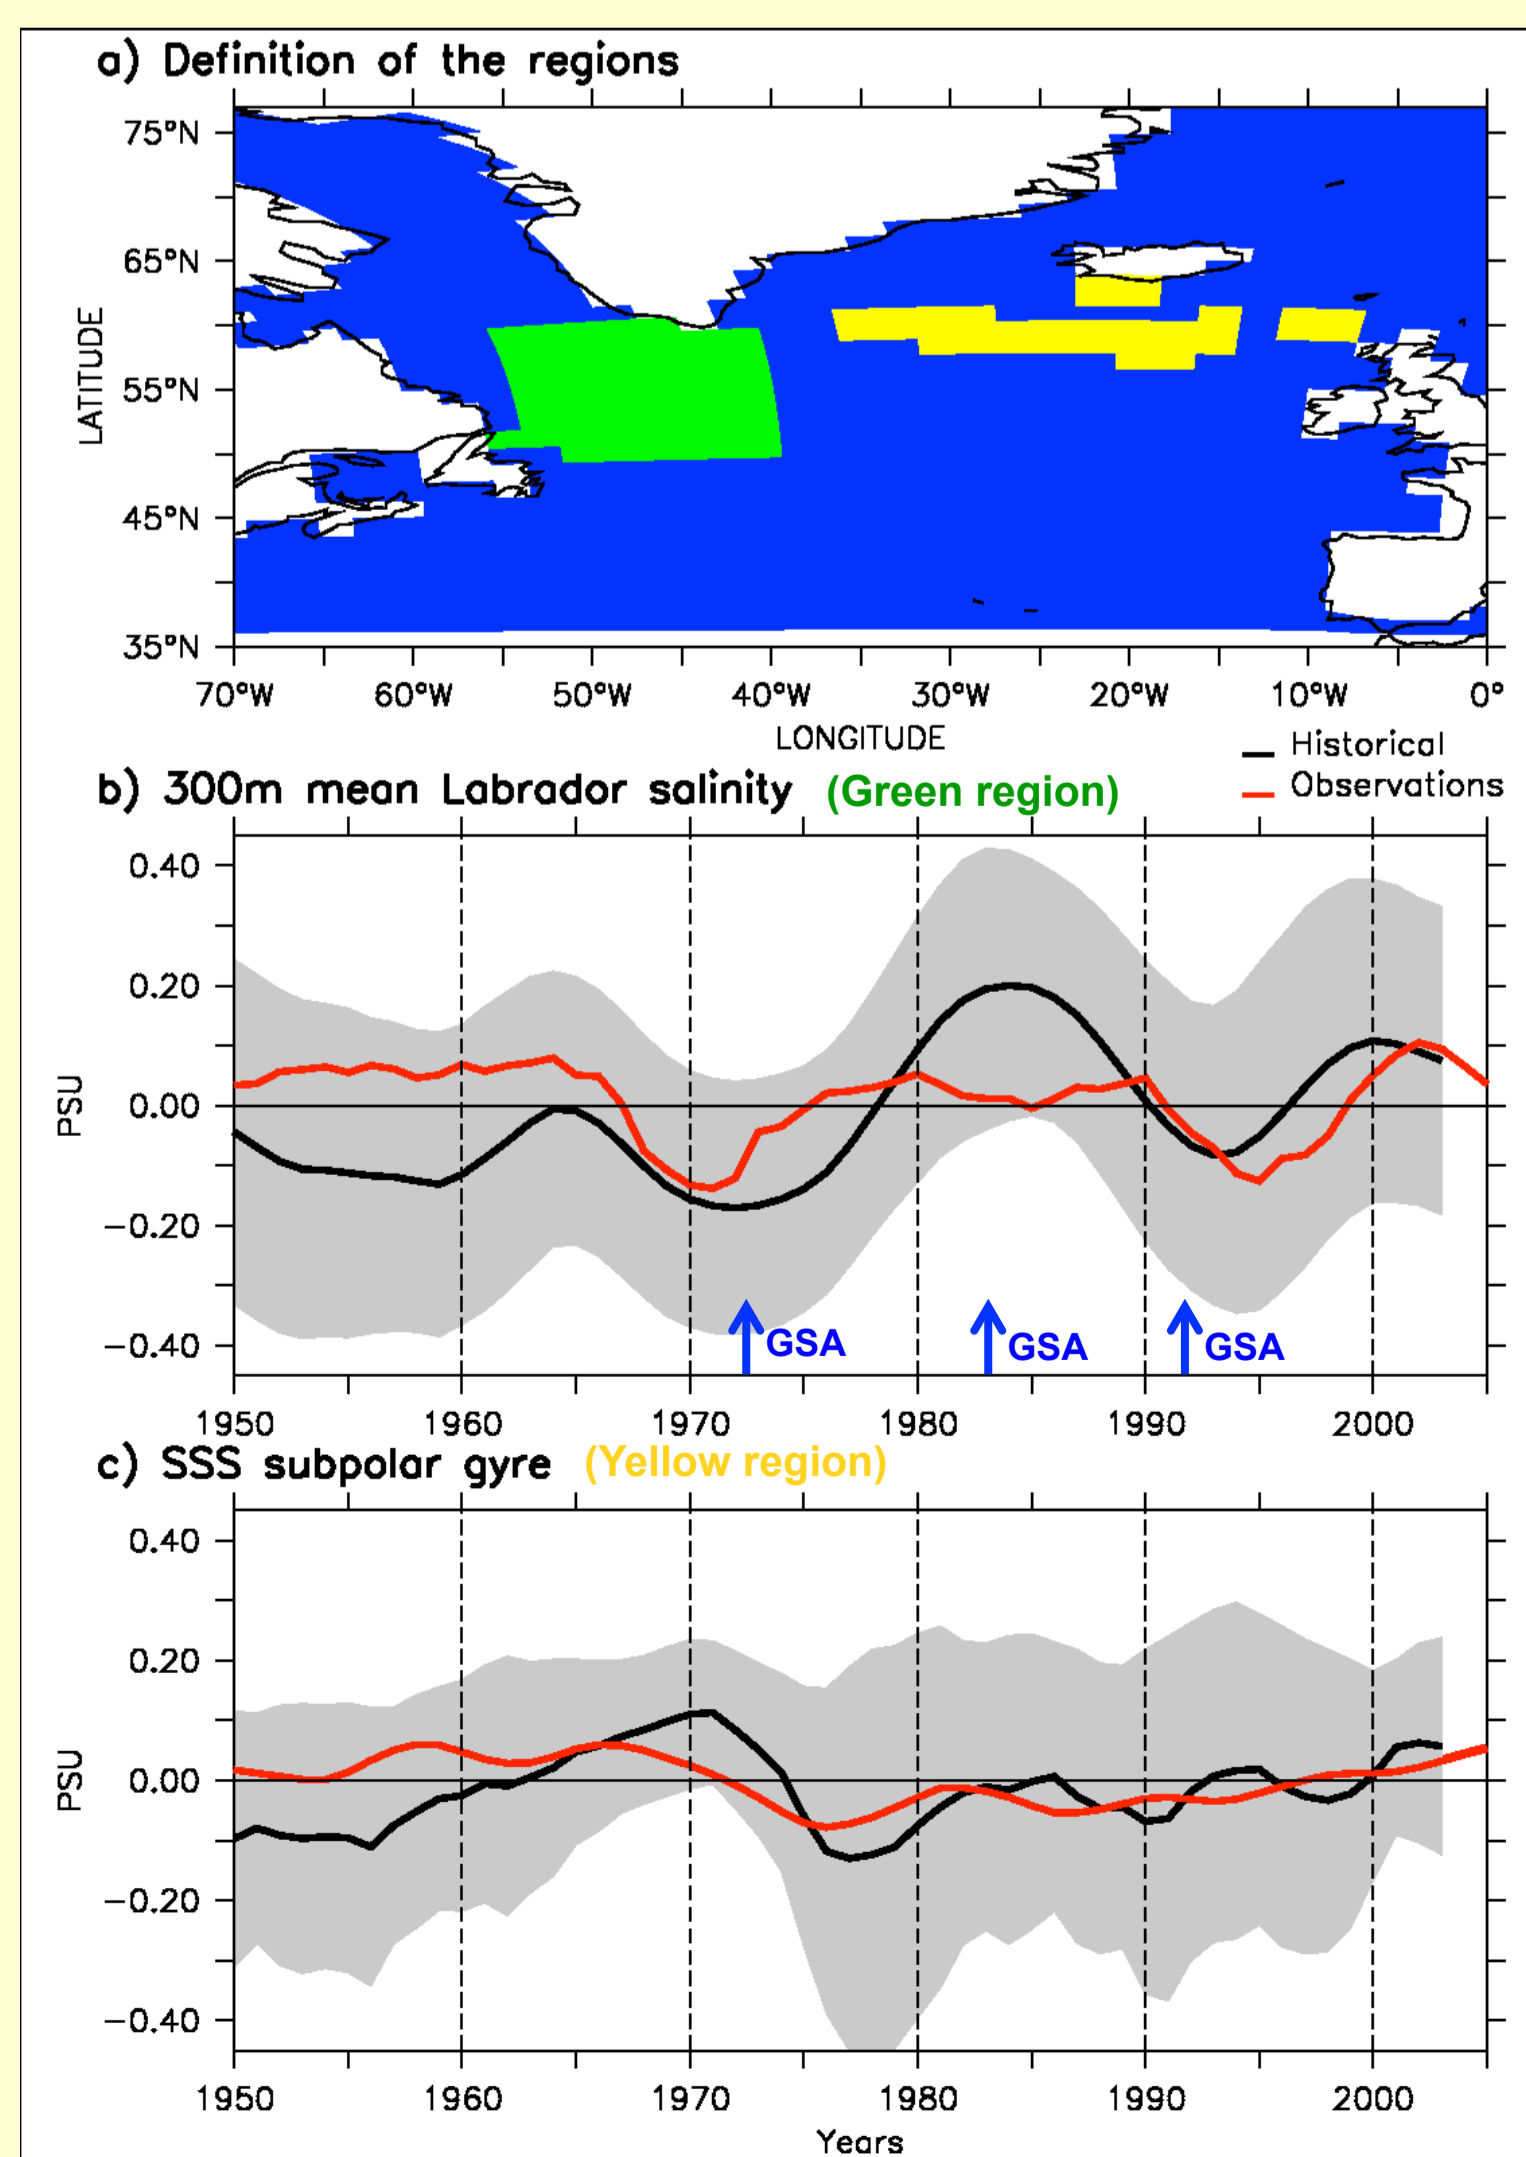 a) Definition of the regions
75°N
65°N
55°N
45°N
35°N
LATITUDE
70°W 60°W 50°W 40°W 30°W 20°W 10°W 0°
LONGITUDE
Historical
Observations
b) 300m mean Labrador salinity (Green region)
0.40
0.20
0.00
−0.20
−0.40
PSU
GSA GSA GSA
1950 1960 1970 1980 1990 2000
c) SSS subpolar gyre (Yellow region)
0.40
0.20
0.00
−0.20
−0.40
PSU
1950 1960 1970 1980 1990 2000
Years